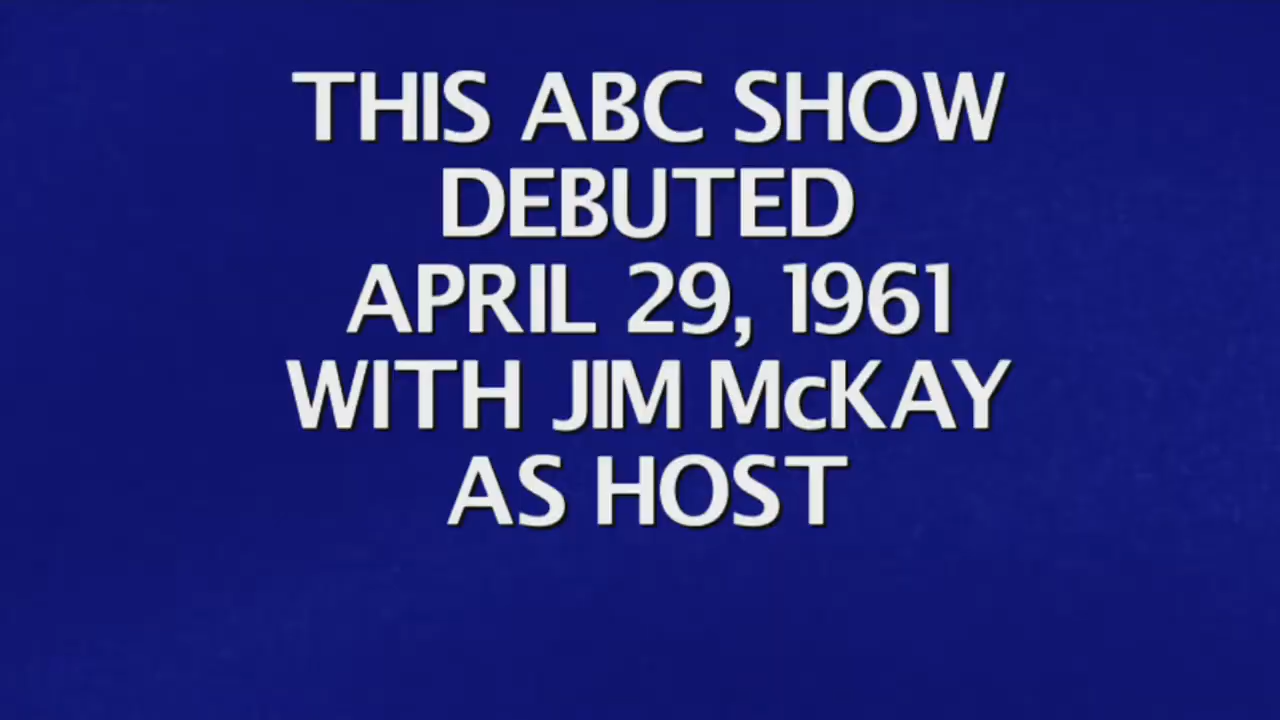 THIS ABC SHOW
DEBUTED
APRIL 29, 1961
WITH JIM McKAY
AS HOST